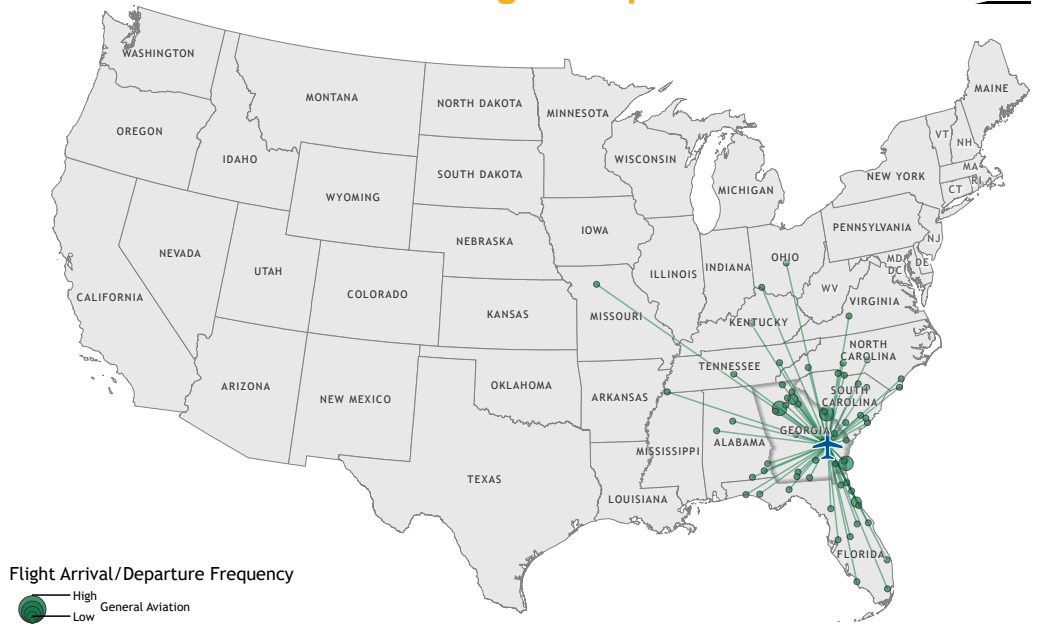 WASHINGTON
MONTANA
NORTH DAKOTA
MINNESOTA
MAINE
OREGON
IDAHO
WYOMING
SOUTH DAKOTA
WISCONSIN
MICHIGAN
NEW YORK
VT
NH
MA
RI
CT
NEVADA
UTAH
COLORADO
NEBRASKA
IOWA
ILLINOIS
INDIANA
OHIO
PENNSYLVANIA
NJ
MD
DE
DC
WV
VIRGINIA
CALIFORNIA
KANSAS
MISSOURI
KENTUCKY
NORTH
CAROLINA
TENNESSEE
ARIZONA
NEW MEXICO
OKLAHOMA
ARKANSAS
SOUTH
CAROLINA
GEORGIA
ALABAMA
MISSISSIPPI
TEXAS
LOUISIANA
FLORIDA
Flight Arrival/Departure Frequency
High
General Aviation
Low